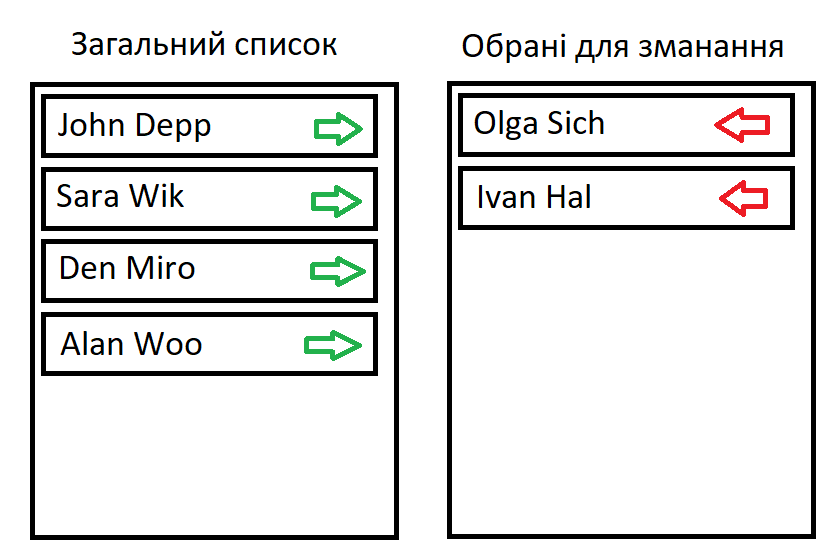 Загальний список
John Depp
Sara Wik
Den Miro
Alan Woo
Обрані для зманання
Olga Sich
Ivan Hal